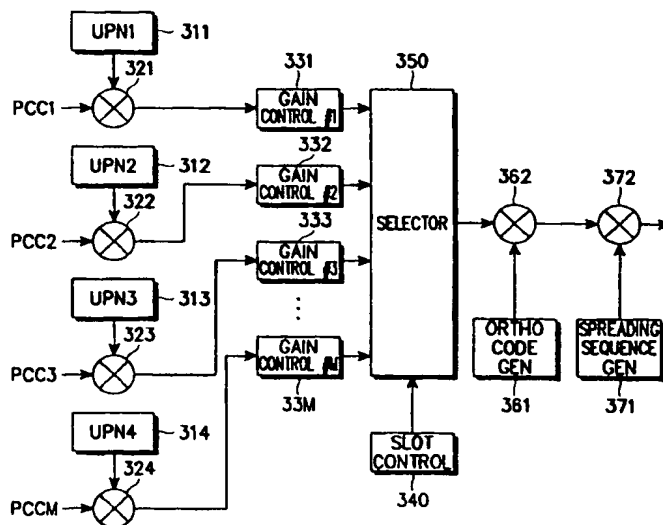 UPN1
311
321
PCC1
331
GAIN
CONTROL #1
350
UPN2
312
322
PCC2
332
GAIN
CONTROL #2
SELECTOR
362
372
UPN3
313
323
PCC3
333
GAIN
CONTROL #3
GAIN
CONTROL #M
33M
ORTHO
CODE
GEN
361
SPREADING
SEQUENCE
GEN
371
UPN4
314
324
PCCM
SLOT
CONTROL
340